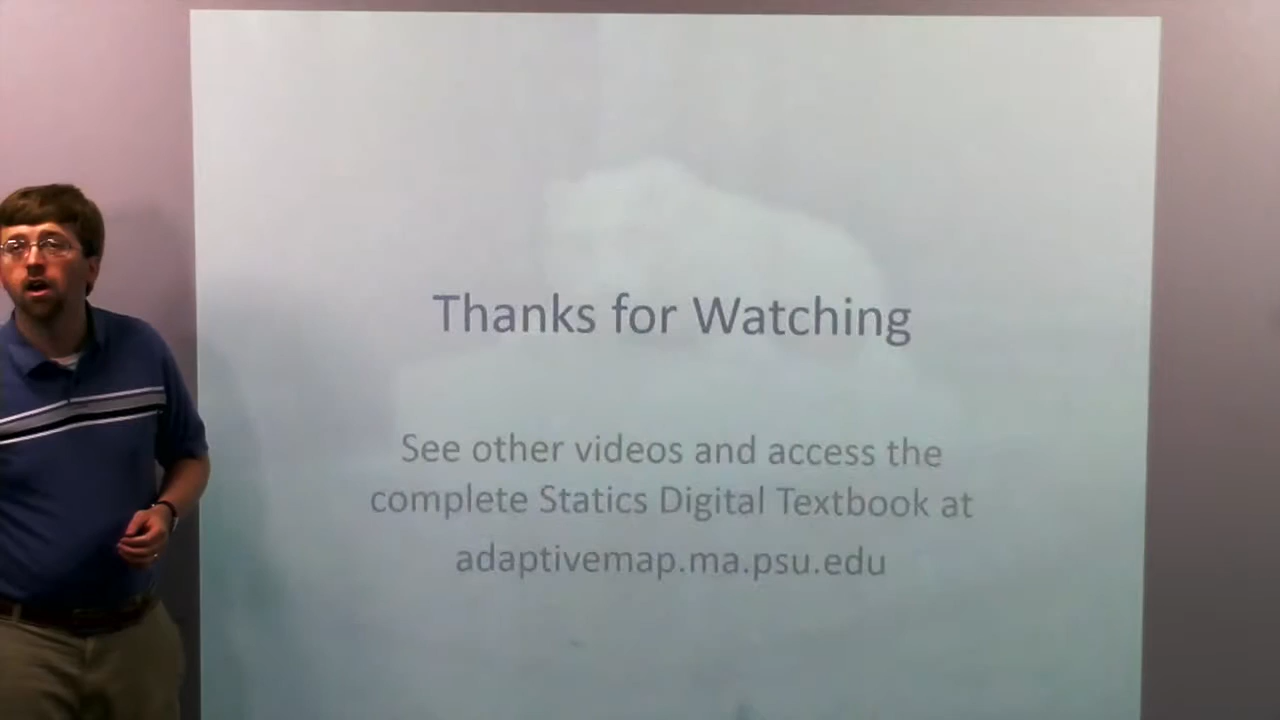 Thanks for Watching
See other videos and access the
complete Statics Digital Textbook at
adaptivemap.ma.psu.edu